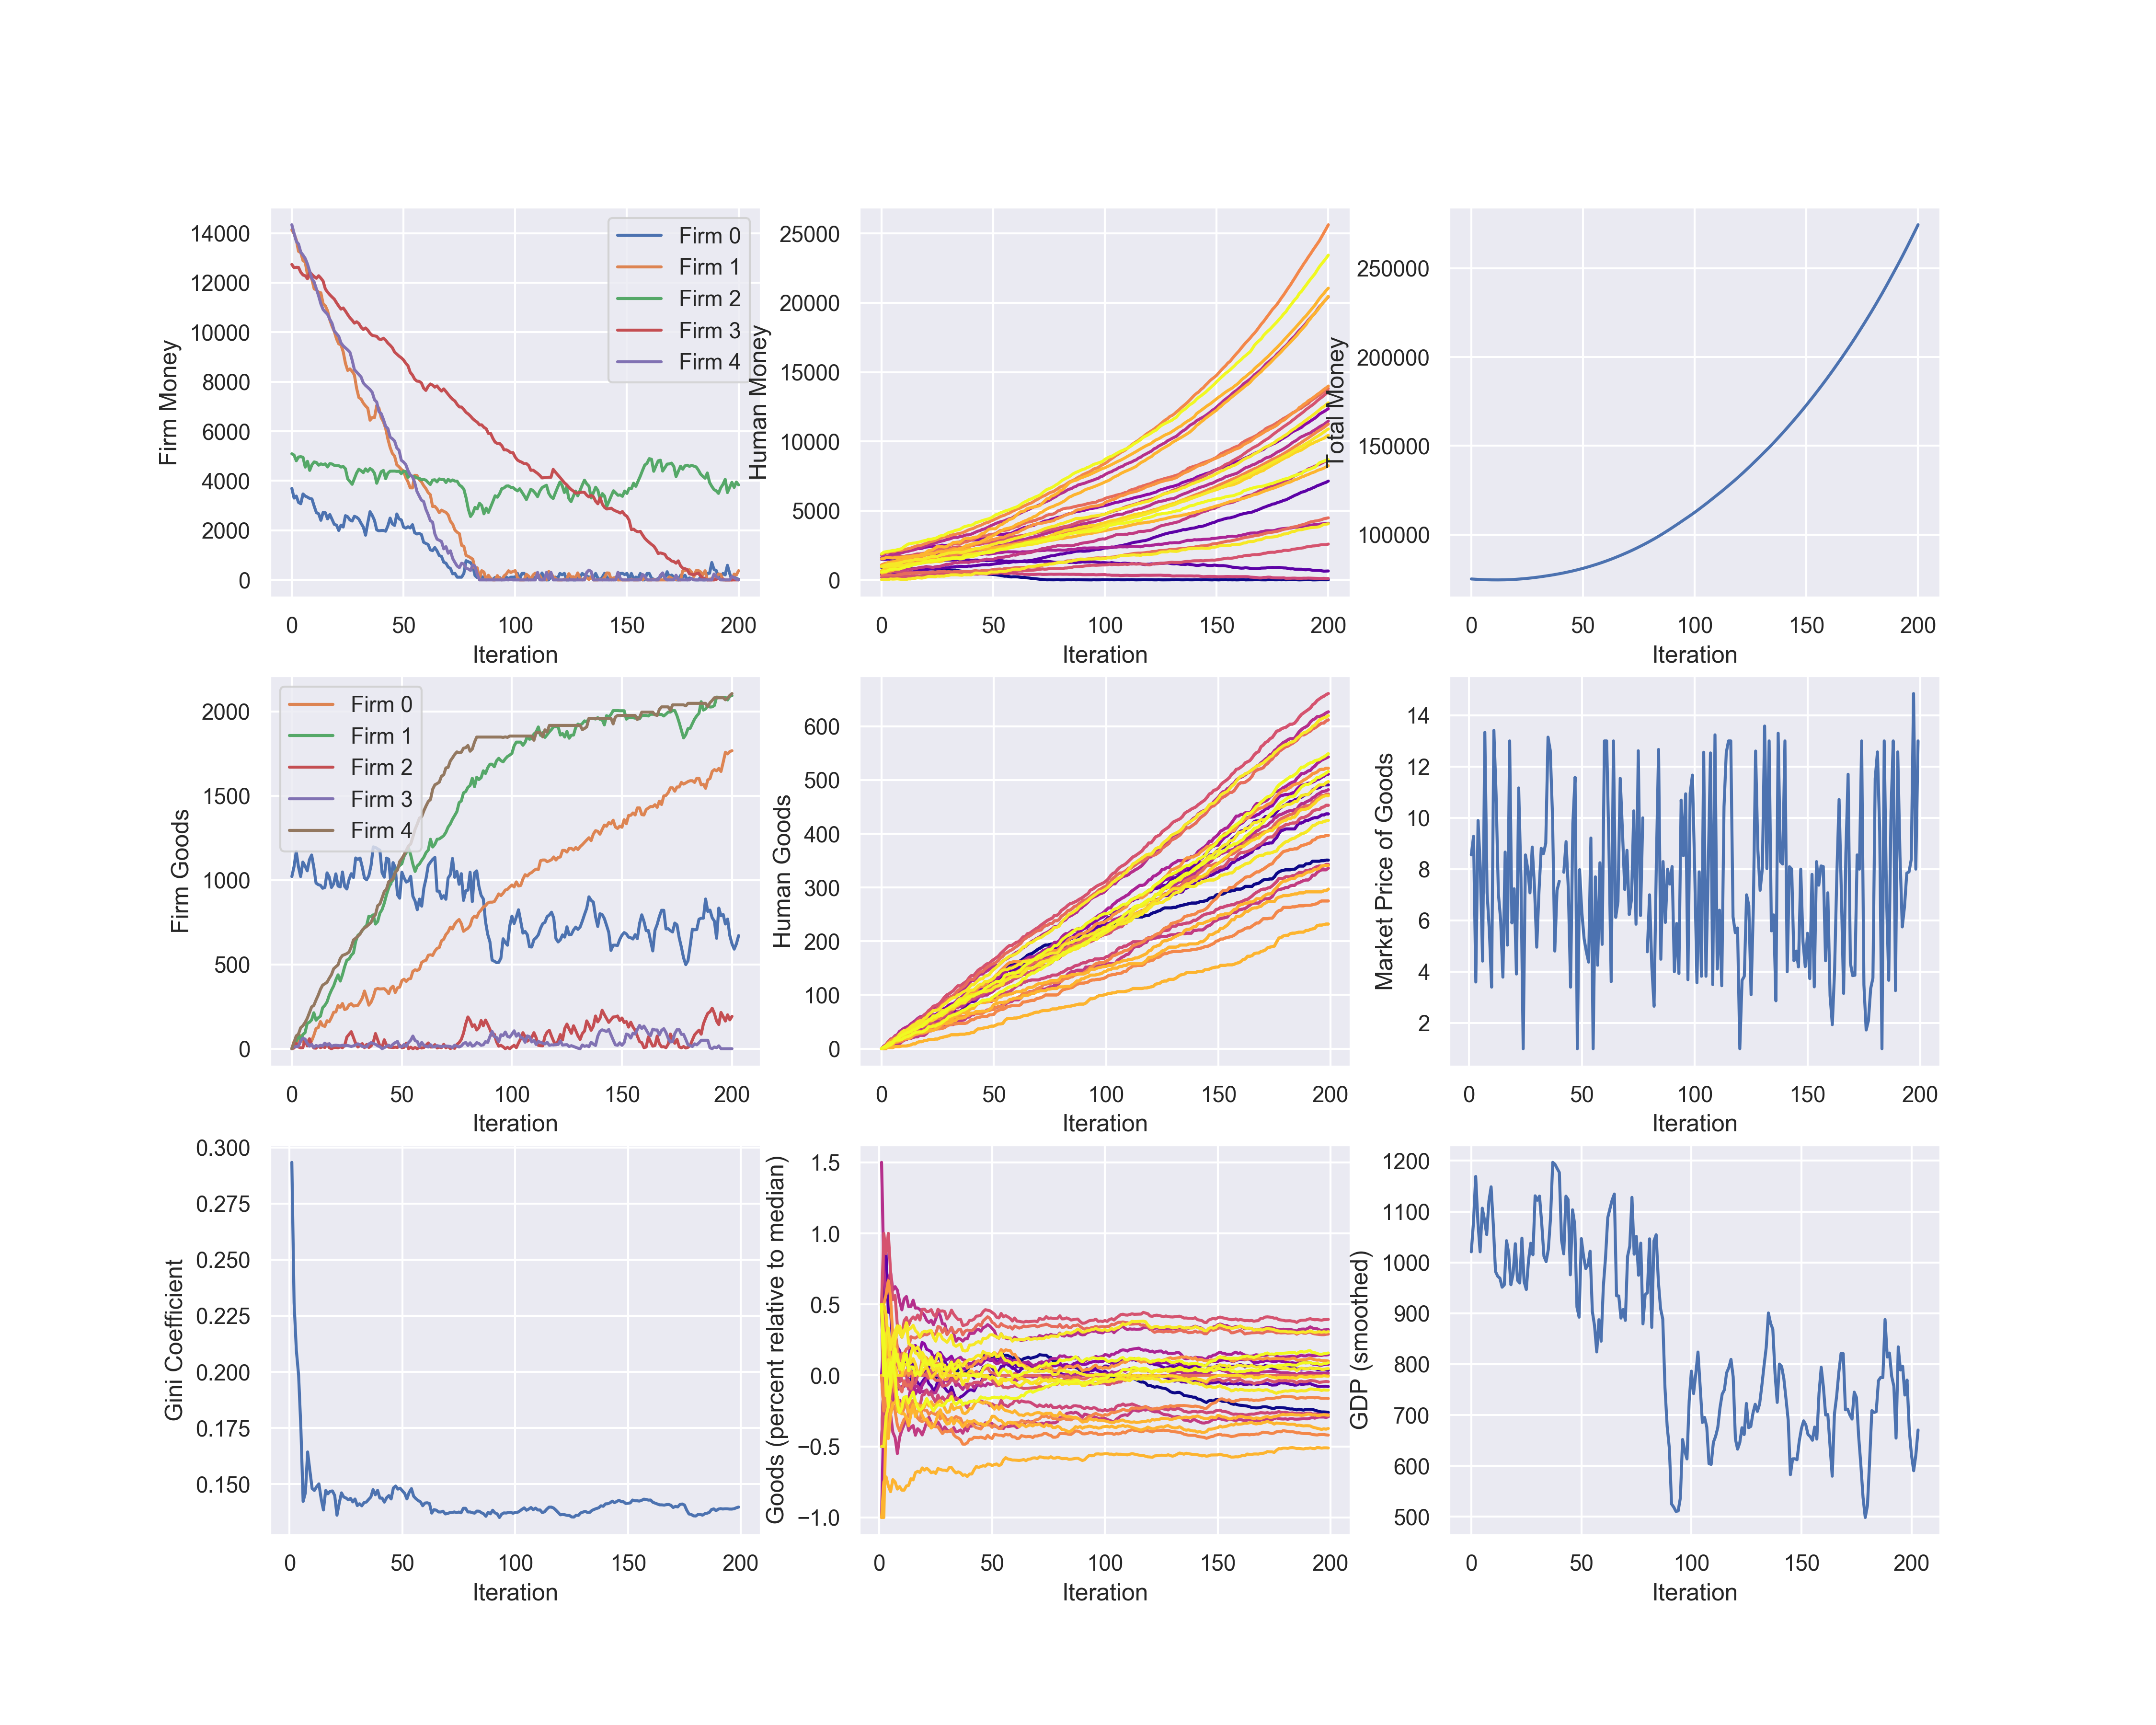 14000
12000
10000
8000
6000
4000
2000
0
Firm Money
Firm 0
Firm 1
Firm 2
Firm 3
Firm 4
0 50 100 150 200
Iteration
25000
20000
15000
10000
5000
0
Human Money
0 50 100 150 200
Iteration
250000
200000
150000
100000
Total Money
0 50 100 150 200
Iteration
2000
1500
1000
500
0
Firm Goods
Firm 0
Firm 1
Firm 2
Firm 3
Firm 4
0 50 100 150 200
Iteration
600
500
400
300
200
100
0
Human Goods
0 50 100 150 200
Iteration
14
12
10
8
6
4
2
Market Price of Goods
0 50 100 150 200
Iteration
0.300
0.275
0.250
0.225
0.200
0.175
0.150
Gini Coefficient
0 50 100 150 200
Iteration
1.5
1.0
0.5
0.0
−0.5
−1.0
Goods (percent relative to median)
0 50 100 150 200
Iteration
1200
1100
1000
900
800
700
600
500
GDP (smoothed)
0 50 100 150 200
Iteration